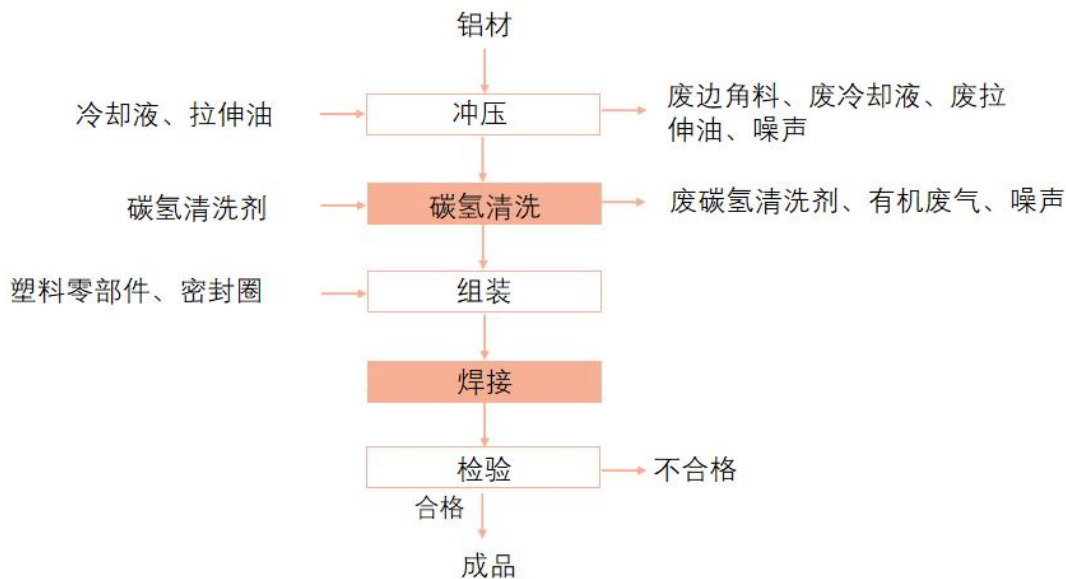 铝材
冷却液、拉伸油
冲压
废边角料、废冷却液、废拉
伸油、噪声
碳氢清洗剂
碳氢清洗
废碳氢清洗剂、有机废气、噪声
塑料零部件、密封圈
组装
焊接
检验
不合格
合格
成品